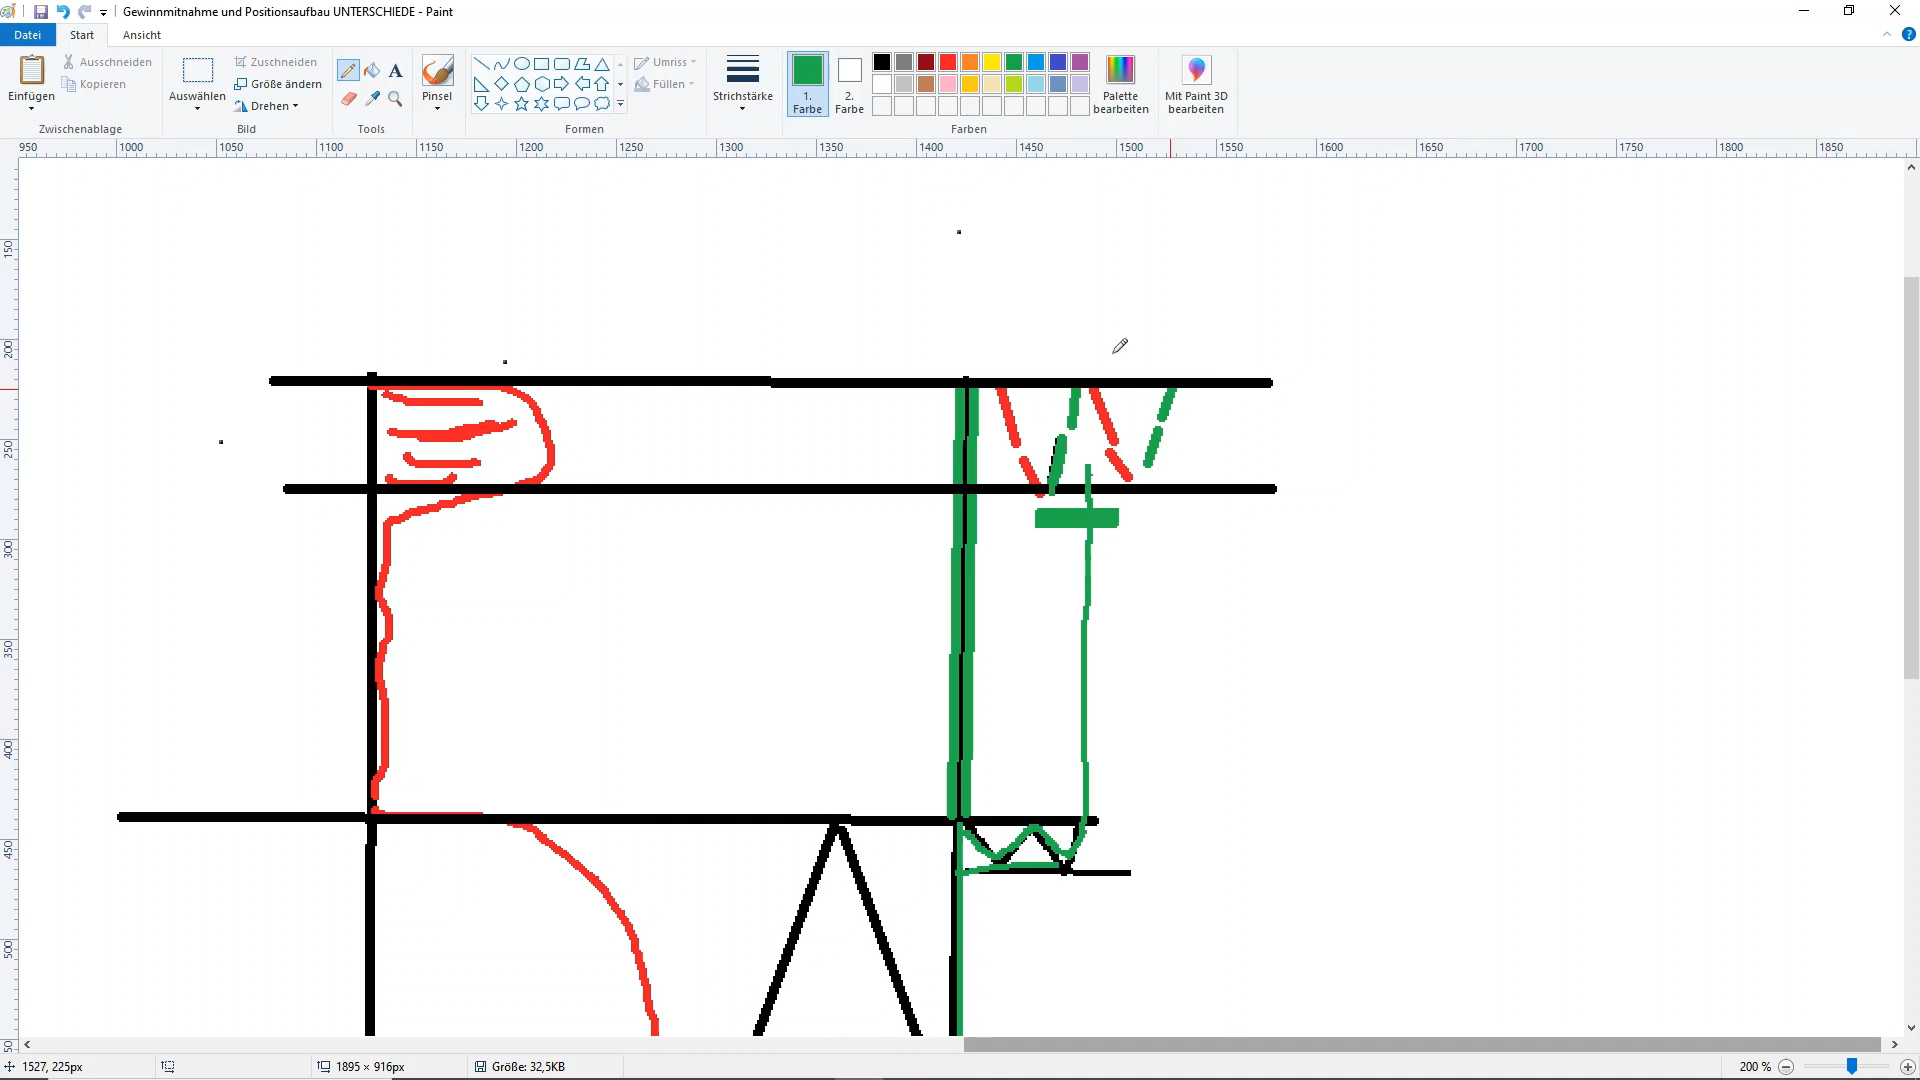 Gewinnmitnahme und Positionsaufbau UNTERSCHIEDE - Paint
Datei Start Ansicht
Einfügen
Ausschneiden
Kopieren
Zwischenablage
Auswählen
Zuschneiden
Größe ändern
Drehen
Bild
A
Tools
Pinsel
Formen
Umriss
Füllen
Strichstärke
1. Farbe
2. Farbe
Farben
Palette bearbeiten
Mit Paint 3D bearbeiten
950 1000 1050 1100 1150 1200 1250 1300 1350 1400 1450 1500 1550 1600 1650 1700 1750 1800 1850
150
200
250
300
350
400
450
500
50
1527, 225px
1895 × 916px
Größe: 32,5KB
200 %